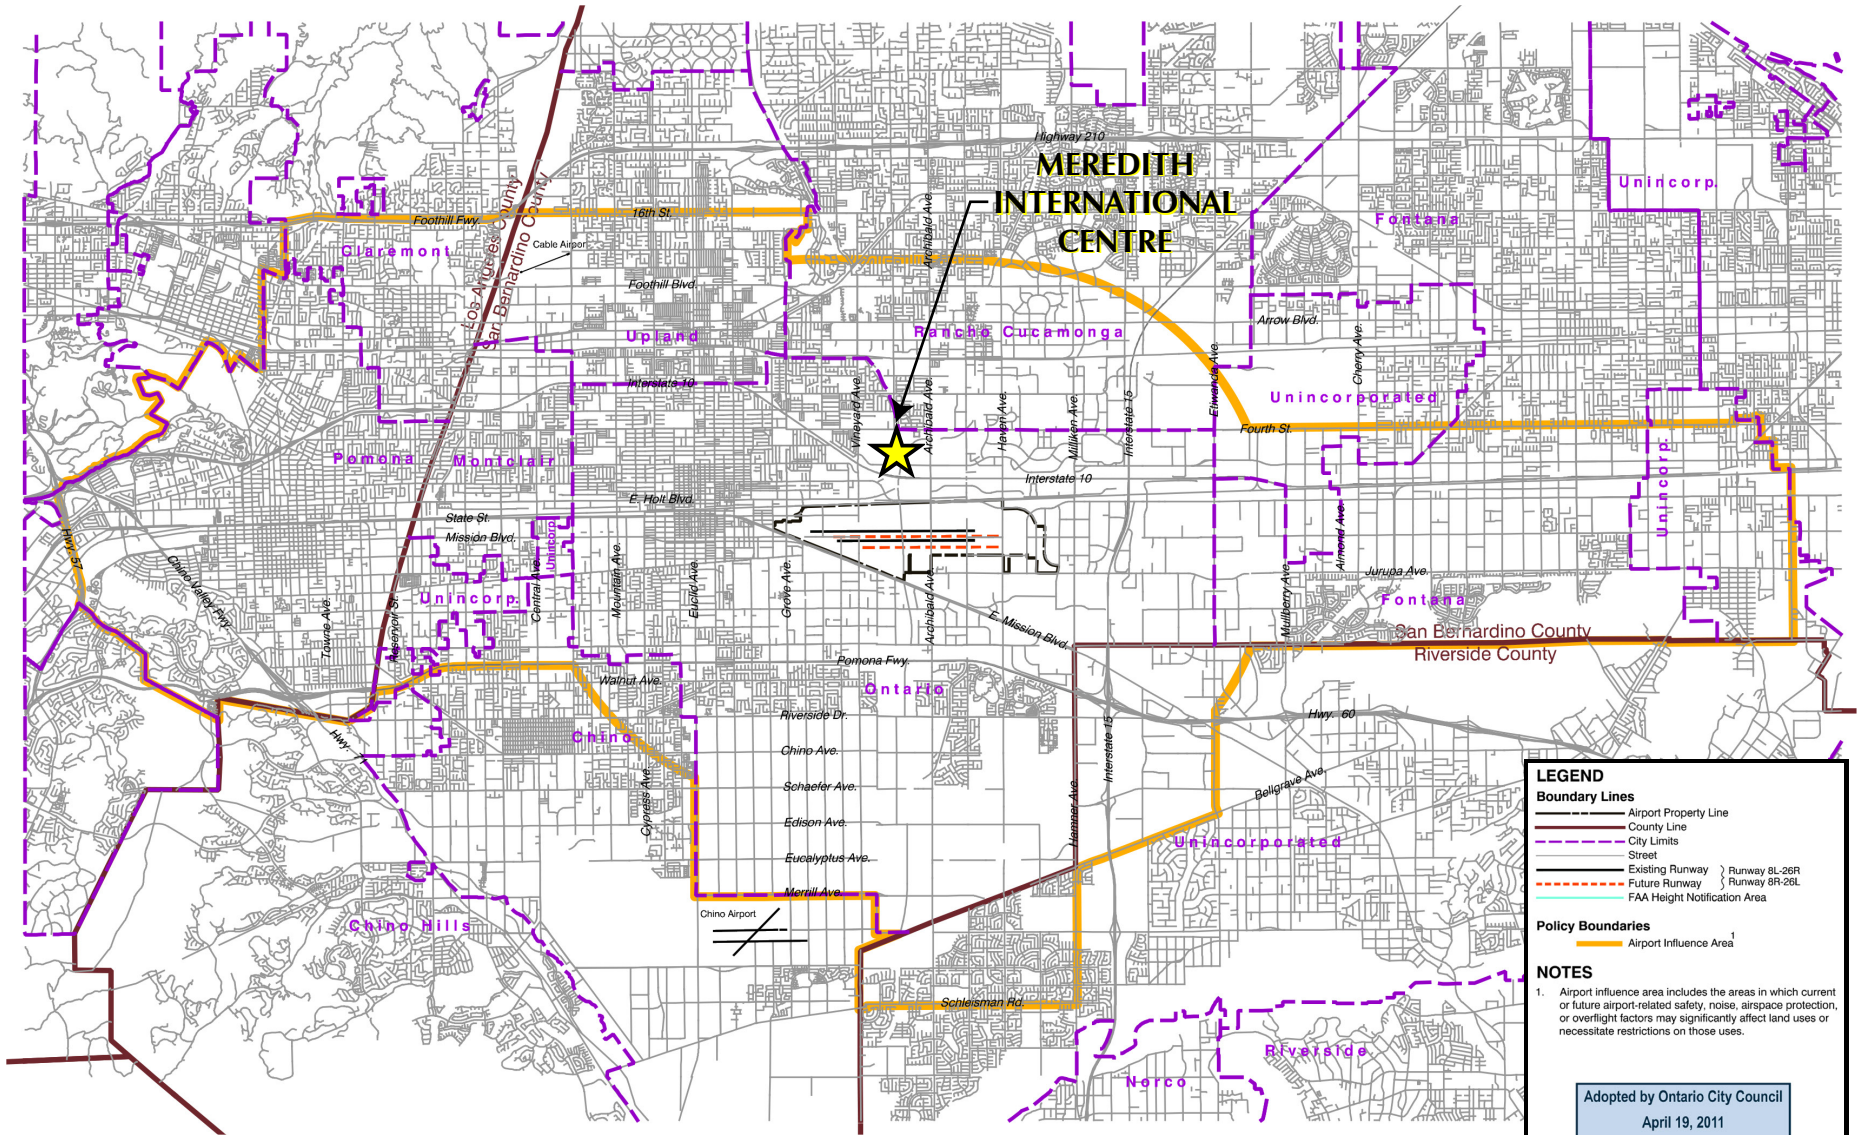 Highway 210
MEREDITH
INTERNATIONAL
CENTRE
Unincorp.
Fontana
Foothill Fwy.
16th St.
Archibald Ave.
Los Angeles County
San Bernardino County
Claremont
Cable Airport
Foothill Blvd.
Upland
Rancho Cucamonga
Arrow Blvd.
Cherry Ave.
Interstate 10
Vineyard Ave.
Archibald Ave.
Haven Ave.
Milliken Ave.
Interstate 15
Etiwanda Ave.
Unincorporated
Fourth St.
Pomona
Montclair
Interstate 10
Unincorp.
E. Holt Blvd.
State St.
Mission Blvd.
Unincorp.
Almond Ave.
Hwy. 57
Chino Valley Fwy.
Central Ave.
Mountain Ave.
Euclid Ave.
Grove Ave.
Archibald Ave.
Mullberry Ave.
Jurupa Ave.
Fontana
Unincorp.
Towne Ave.
Reservoir St.
E. Mission Blvd.
San Bernardino County
Riverside County
Pomona Fwy.
Walnut Ave.
Ontario
Riverside Dr.
Hwy. 60
Chino
Hwy. 71
Chino Ave.
Interstate 15
Schaefer Ave.
Cypress Ave.
Hamner Ave.
Bellgrave Ave.
Edison Ave.
Unincorporated
Eucalyptus Ave.
Merrill Ave.
Chino Airport
Chino Hills
Schleisman Rd.
Riverside
Norco
LEGEND
Boundary Lines
Airport Property Line
County Line
City Limits
Street
Existing Runway } Runway 8L-26R
Future Runway } Runway 8R-26L
FAA Height Notification Area
Policy Boundaries
Airport Influence Area 1
NOTES
1. Airport influence area includes the areas in which current
or future airport-related safety, noise, airspace protection,
or overflight factors may significantly affect land uses or
necessitate restrictions on those uses.
Adopted by Ontario City Council
April 19, 2011